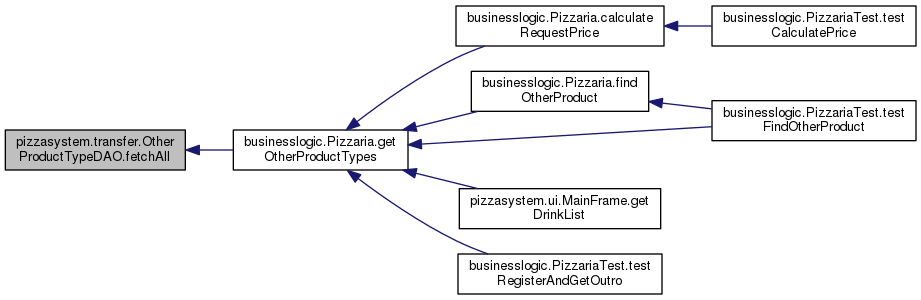 businesslogic.Pizzaria.calculate
RequestPrice
businesslogic.PizzariaTest.test
CalculatePrice
businesslogic.Pizzaria.find
OtherProduct
businesslogic.PizzariaTest.test
FindOtherProduct
pizzasystem.transfer.Other
ProductTypeDAO.fetchAll
businesslogic.Pizzaria.get
OtherProductTypes
pizzasystem.ui.MainFrame.get
DrinkList
businesslogic.PizzariaTest.test
RegisterAndGetOutro